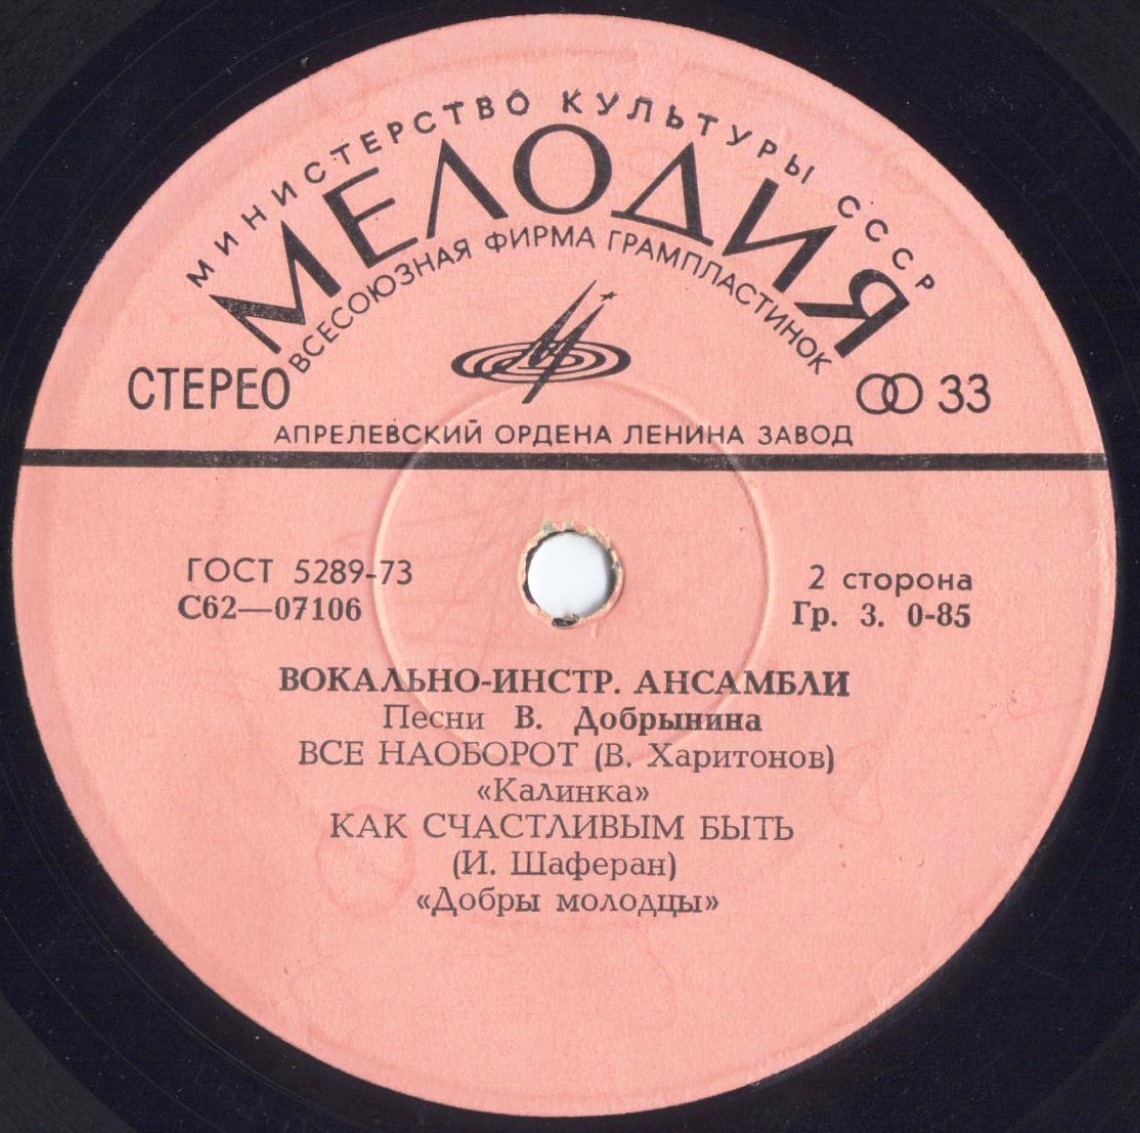 МИНИСТЕРСТВО КУЛЬТУРЫ СССР
МЕЛОДИЯ
ВСЕСОЮЗНАЯ ФИРМА ГРАМПЛАСТИНОК
СТЕРЕО
33
АПРЕЛЕВСКИЙ ОРДЕНА ЛЕНИНА ЗАВОД
ГОСТ 5289-73
2 сторона
С62—07106
Гр. 3. 0-85
ВОКАЛЬНО-ИНСТР. АНСАМБЛИ
Песни В. Добрынина
ВСЕ НАОБОРОТ (В. Харитонов)
«Калинка»
КАК СЧАСТЛИВЫМ БЫТЬ
(И. Шаферан)
«Добры молодцы»